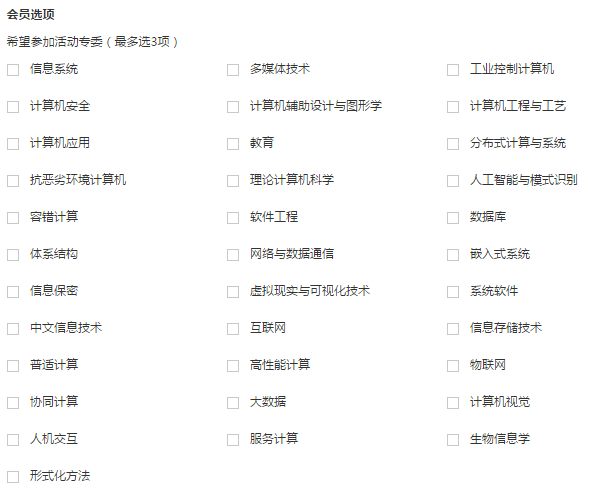 会员选项
希望参加活动专委（最多选3项）
信息系统 多媒体技术 工业控制计算机
计算机安全 计算机辅助设计与图形学 计算机工程与工艺
计算机应用 教育 分布式计算与系统
抗恶劣环境计算机 理论计算机科学 人工智能与模式识别
容错计算 软件工程 数据库
体系结构 网络与数据通信 嵌入式系统
信息保密 虚拟现实与可视化技术 系统软件
中文信息技术 互联网 信息存储技术
普适计算 高性能计算 物联网
协同计算 大数据 计算机视觉
人机交互 服务计算 生物信息学
形式化方法